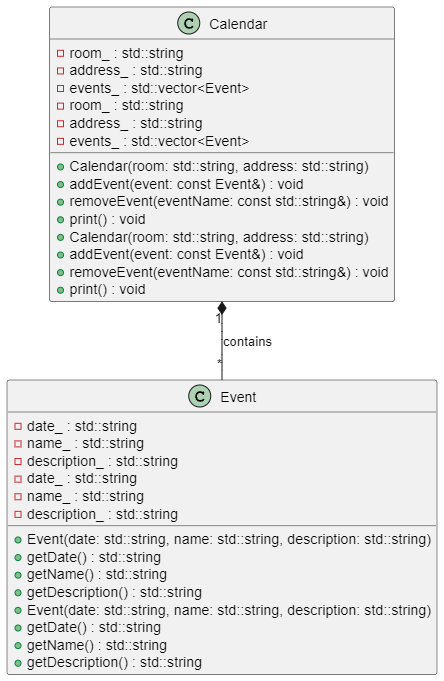 C Calendar
room_ : std::string
address_ : std::string
events_ : std::vector<Event>
room_ : std::string
address_ : std::string
events_ : std::vector<Event>
Calendar(room: std::string, address: std::string)
addEvent(event: const Event&) : void
removeEvent(eventName: const std::string&) : void
print() : void
Calendar(room: std::string, address: std::string)
addEvent(event: const Event&) : void
removeEvent(eventName: const std::string&) : void
print() : void
1
contains
*
C Event
date_ : std::string
name_ : std::string
description_ : std::string
date_ : std::string
name_ : std::string
description_ : std::string
Event(date: std::string, name: std::string, description: std::string)
getDate() : std::string
getName() : std::string
getDescription() : std::string
Event(date: std::string, name: std::string, description: std::string)
getDate() : std::string
getName() : std::string
getDescription() : std::string